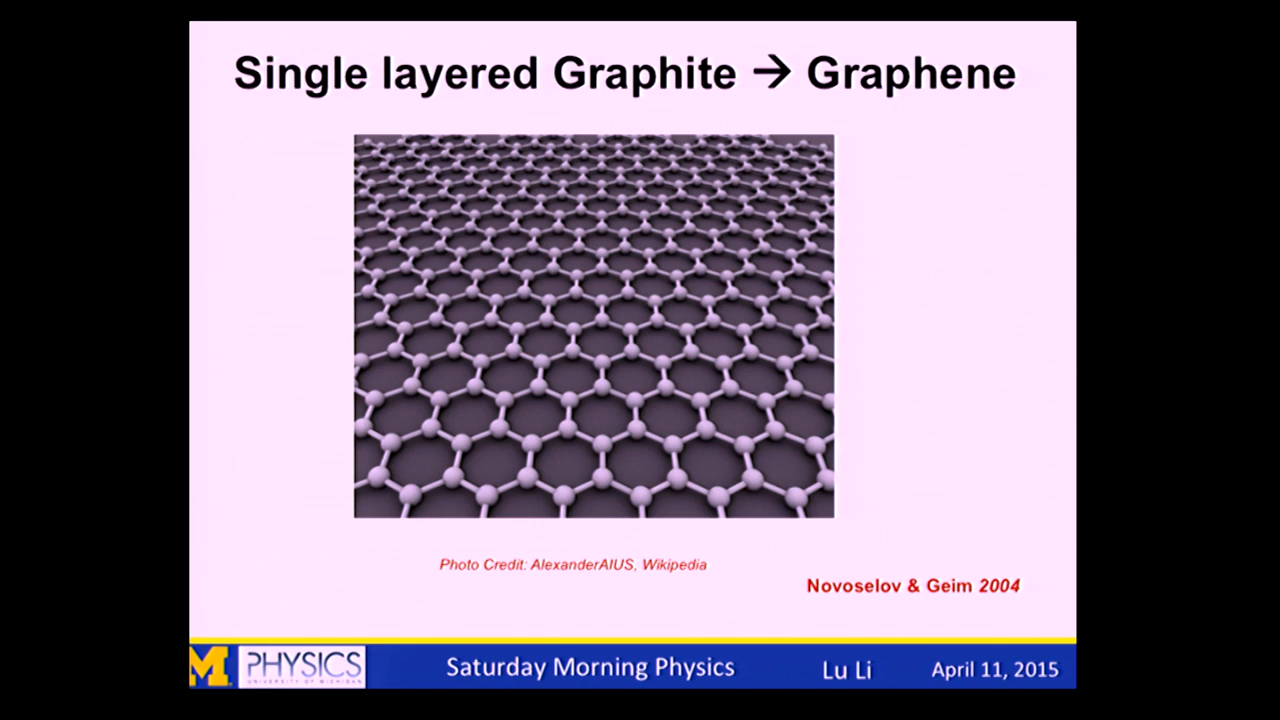 Single layered Graphite → Graphene
Photo Credit: AlexanderAIUS, Wikipedia
Novoselov & Geim 2004
M PHYSICS
UNIVERSITY OF MICHIGAN
Saturday Morning Physics
Lu Li
April 11, 2015